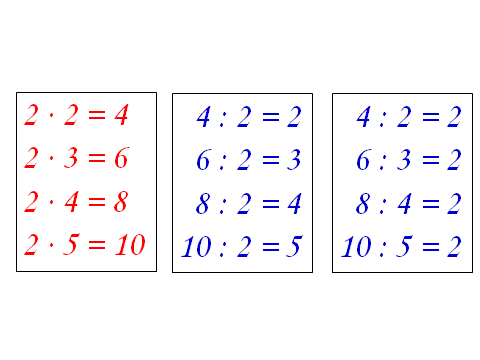 2 · 2 = 4
2 · 3 = 6
2 · 4 = 8
2 · 5 = 10
4 : 2 = 2
6 : 2 = 3
8 : 2 = 4
10 : 2 = 5
4 : 2 = 2
6 : 3 = 2
8 : 4 = 2
10 : 5 = 2